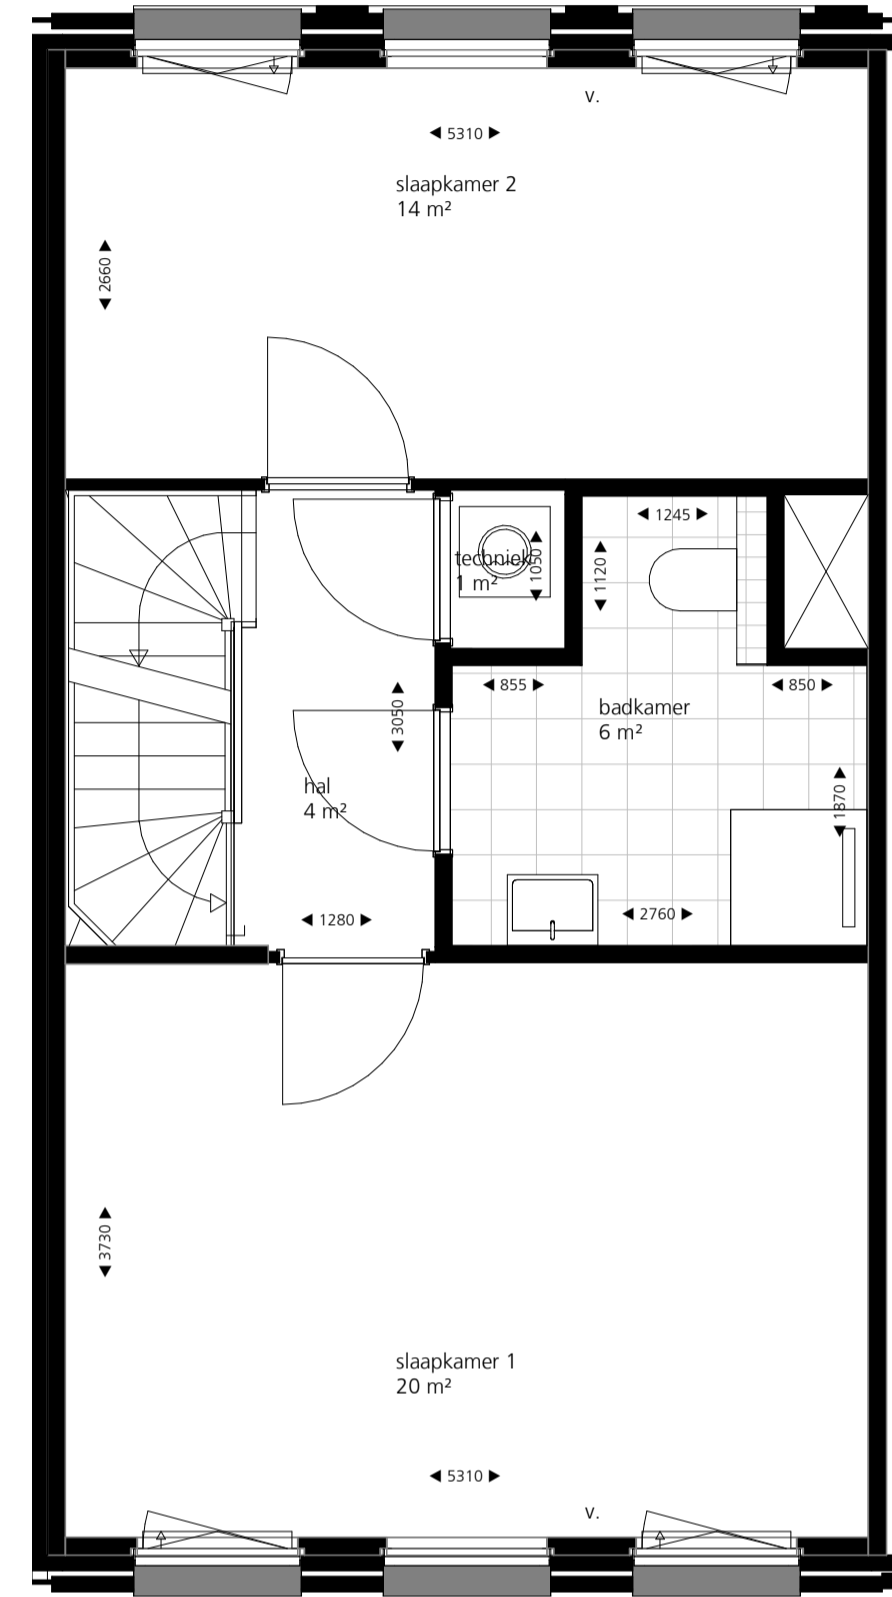 v.
5310
slaapkamer 2
14 m²
2660
1245
techniek
1 m²
1050
1120
855
850
badkamer
6 m²
3050
hal
4 m²
1870
1280
2760
3730
slaapkamer 1
20 m²
5310
v.